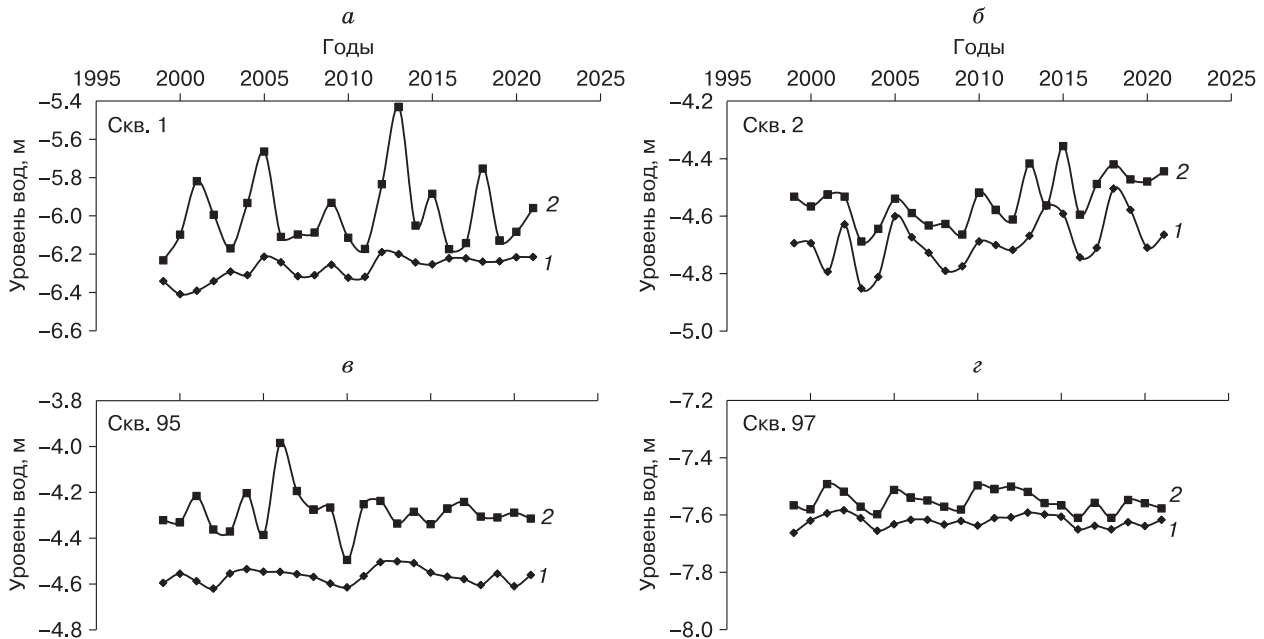 а
Годы
1995 2000 2005 2010 2015 2020 2025
Уровень вод, м
−5.4
−5.6
−5.8
−6.0
−6.2
−6.4
−6.6
Скв. 1
2
1
б
Годы
1995 2000 2005 2010 2015 2020 2025
Уровень вод, м
−4.2
−4.4
−4.6
−4.8
−5.0
Скв. 2
2
1
в
Уровень вод, м
−3.8
−4.0
−4.2
−4.4
−4.6
−4.8
Скв. 95
2
1
г
Уровень вод, м
−7.2
−7.4
−7.6
−7.8
−8.0
Скв. 97
2
1